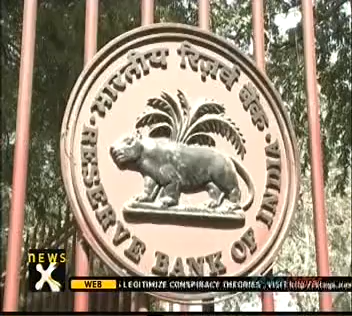 भारतीय रिज़र्व बैंक
RESERVE BANK OF INDIA
NEWS
X
WEB
LEGITIMIZE CONSPIRACY THEORIES , VISIT